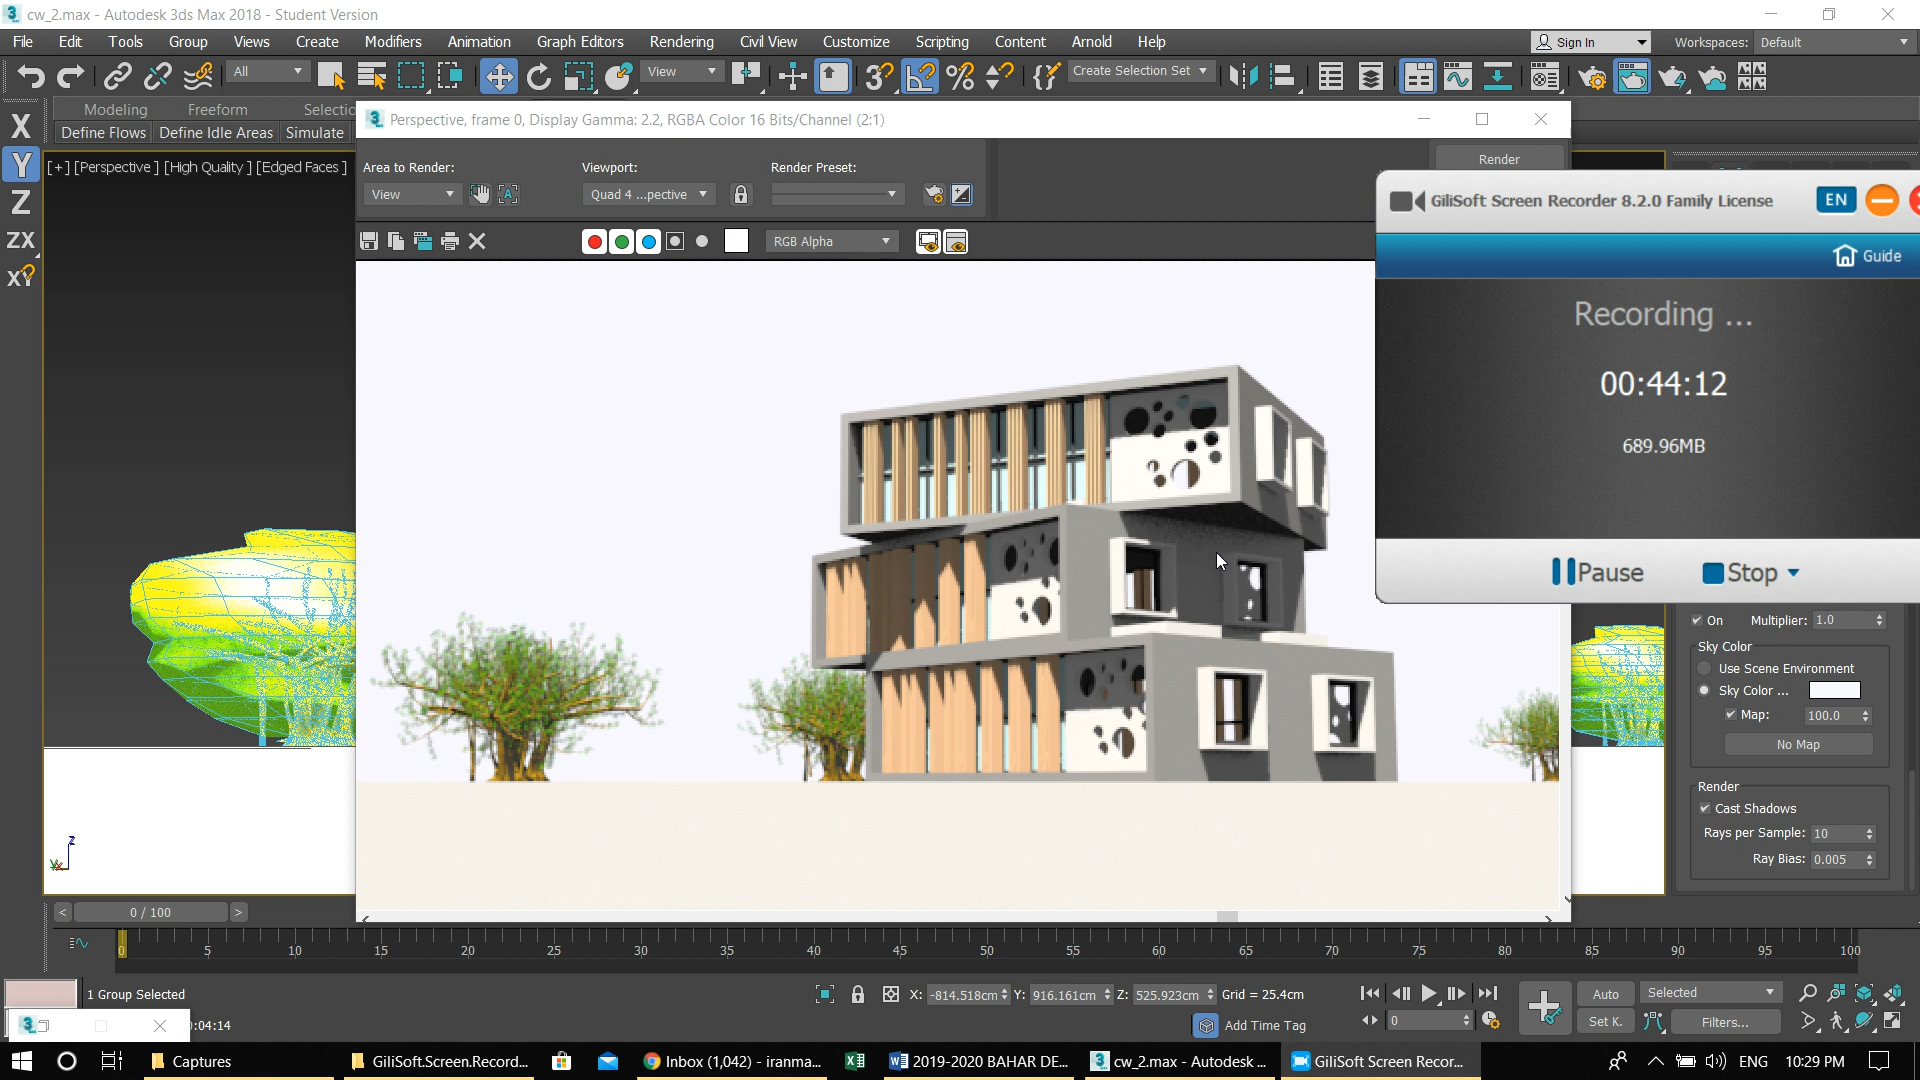 cw_2.max - Autodesk 3ds Max 2018 - Student Version
File Edit Tools Group Views Create Modifiers Animation Graph Editors Rendering Civil View Customize Scripting Content Arnold Help
Sign In
Workspaces: Default
All
View
Create Selection Set
Modeling Freeform Selectio
Define Flows Define Idle Areas Simulate
X
Y
Z
ZX
XY
[+] [Perspective ] [High Quality ] [Edged Faces ]
Perspective, frame 0, Display Gamma: 2.2, RGBA Color 16 Bits/Channel (2:1)
Area to Render:
View
Viewport:
Quad 4 ...pective
Render Preset:
Render
RGB Alpha
GiliSoft Screen Recorder 8.2.0 Family License
EN
Guide
Recording ...
00:44:12
689.96MB
Pause
Stop
On Multiplier: 1.0
Sky Color
Use Scene Environment
Sky Color ...
Map: 100.0
No Map
Render
Cast Shadows
Rays per Sample: 10
Ray Bias: 0.005
z
< 0 / 100 >
0 5 10 15 20 25 30 35 40 45 50 55 60 65 70 75 80 85 90 95 100
1 Group Selected
X: -814.518cm Y: 916.161cm Z: 525.923cm Grid = 25.4cm
:04:14
Add Time Tag
0
Auto
Selected
Set K.
Filters...
Captures
GiliSoft.Screen.Record...
Inbox (1,042) - iranma...
2019-2020 BAHAR DE...
cw_2.max - Autodesk ...
GiliSoft Screen Recor...
ENG
10:29 PM